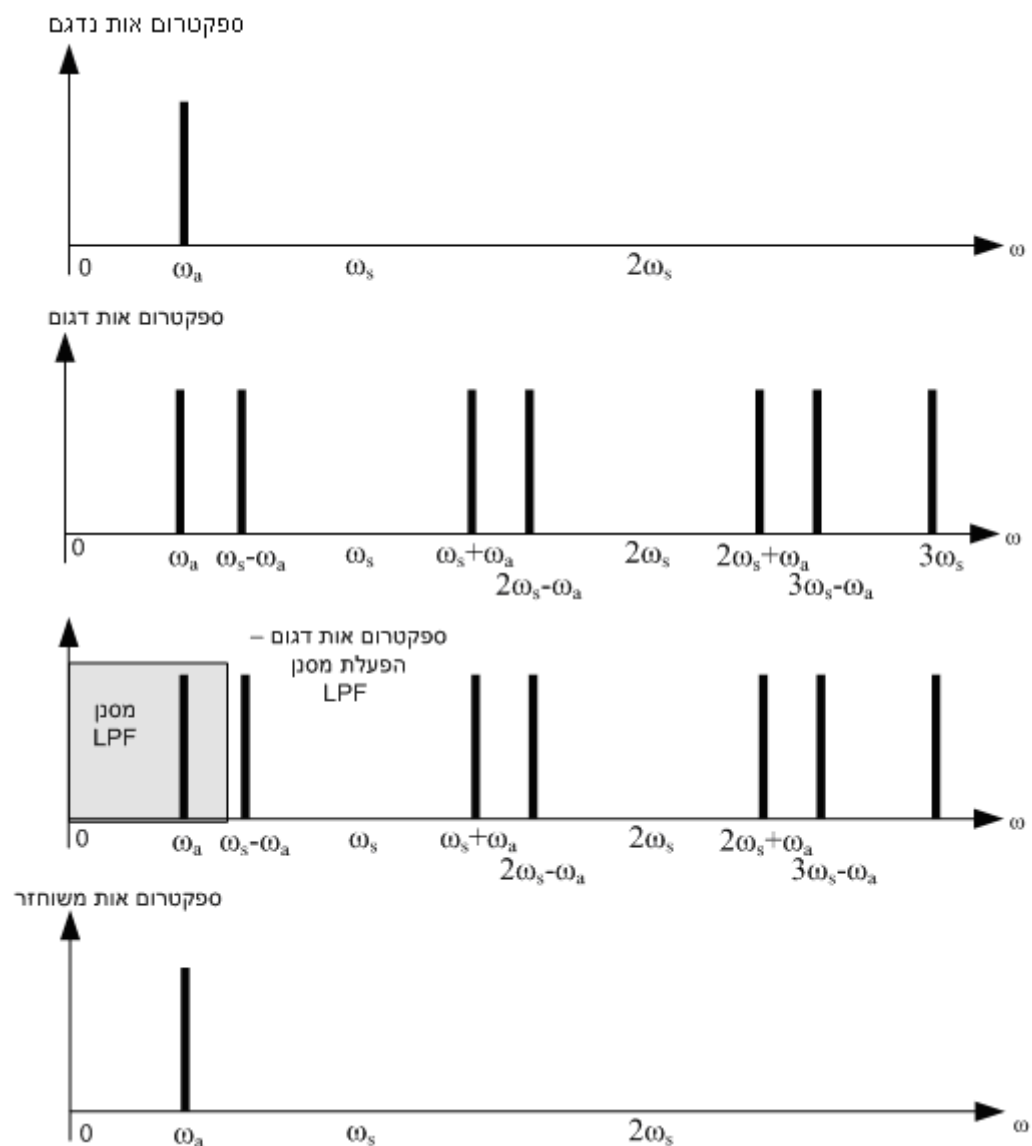 ספקטרום אות נדגם
0 ωₐ ωₛ 2ωₛ ω
ספקטרום אות דגום
0 ωₐ ωₛ-ωₐ ωₛ ωₛ+ωₐ 2ωₛ 2ωₛ+ωₐ 3ωₛ ω
2ωₛ-ωₐ 3ωₛ-ωₐ
ספקטרום אות דגום –
הפעלת מסנן
LPF
מסנן
LPF
0 ωₐ ωₛ-ωₐ ωₛ ωₛ+ωₐ 2ωₛ 2ωₛ+ωₐ ω
2ωₛ-ωₐ 3ωₛ-ωₐ
ספקטרום אות משוחזר
0 ωₐ ωₛ 2ωₛ ω